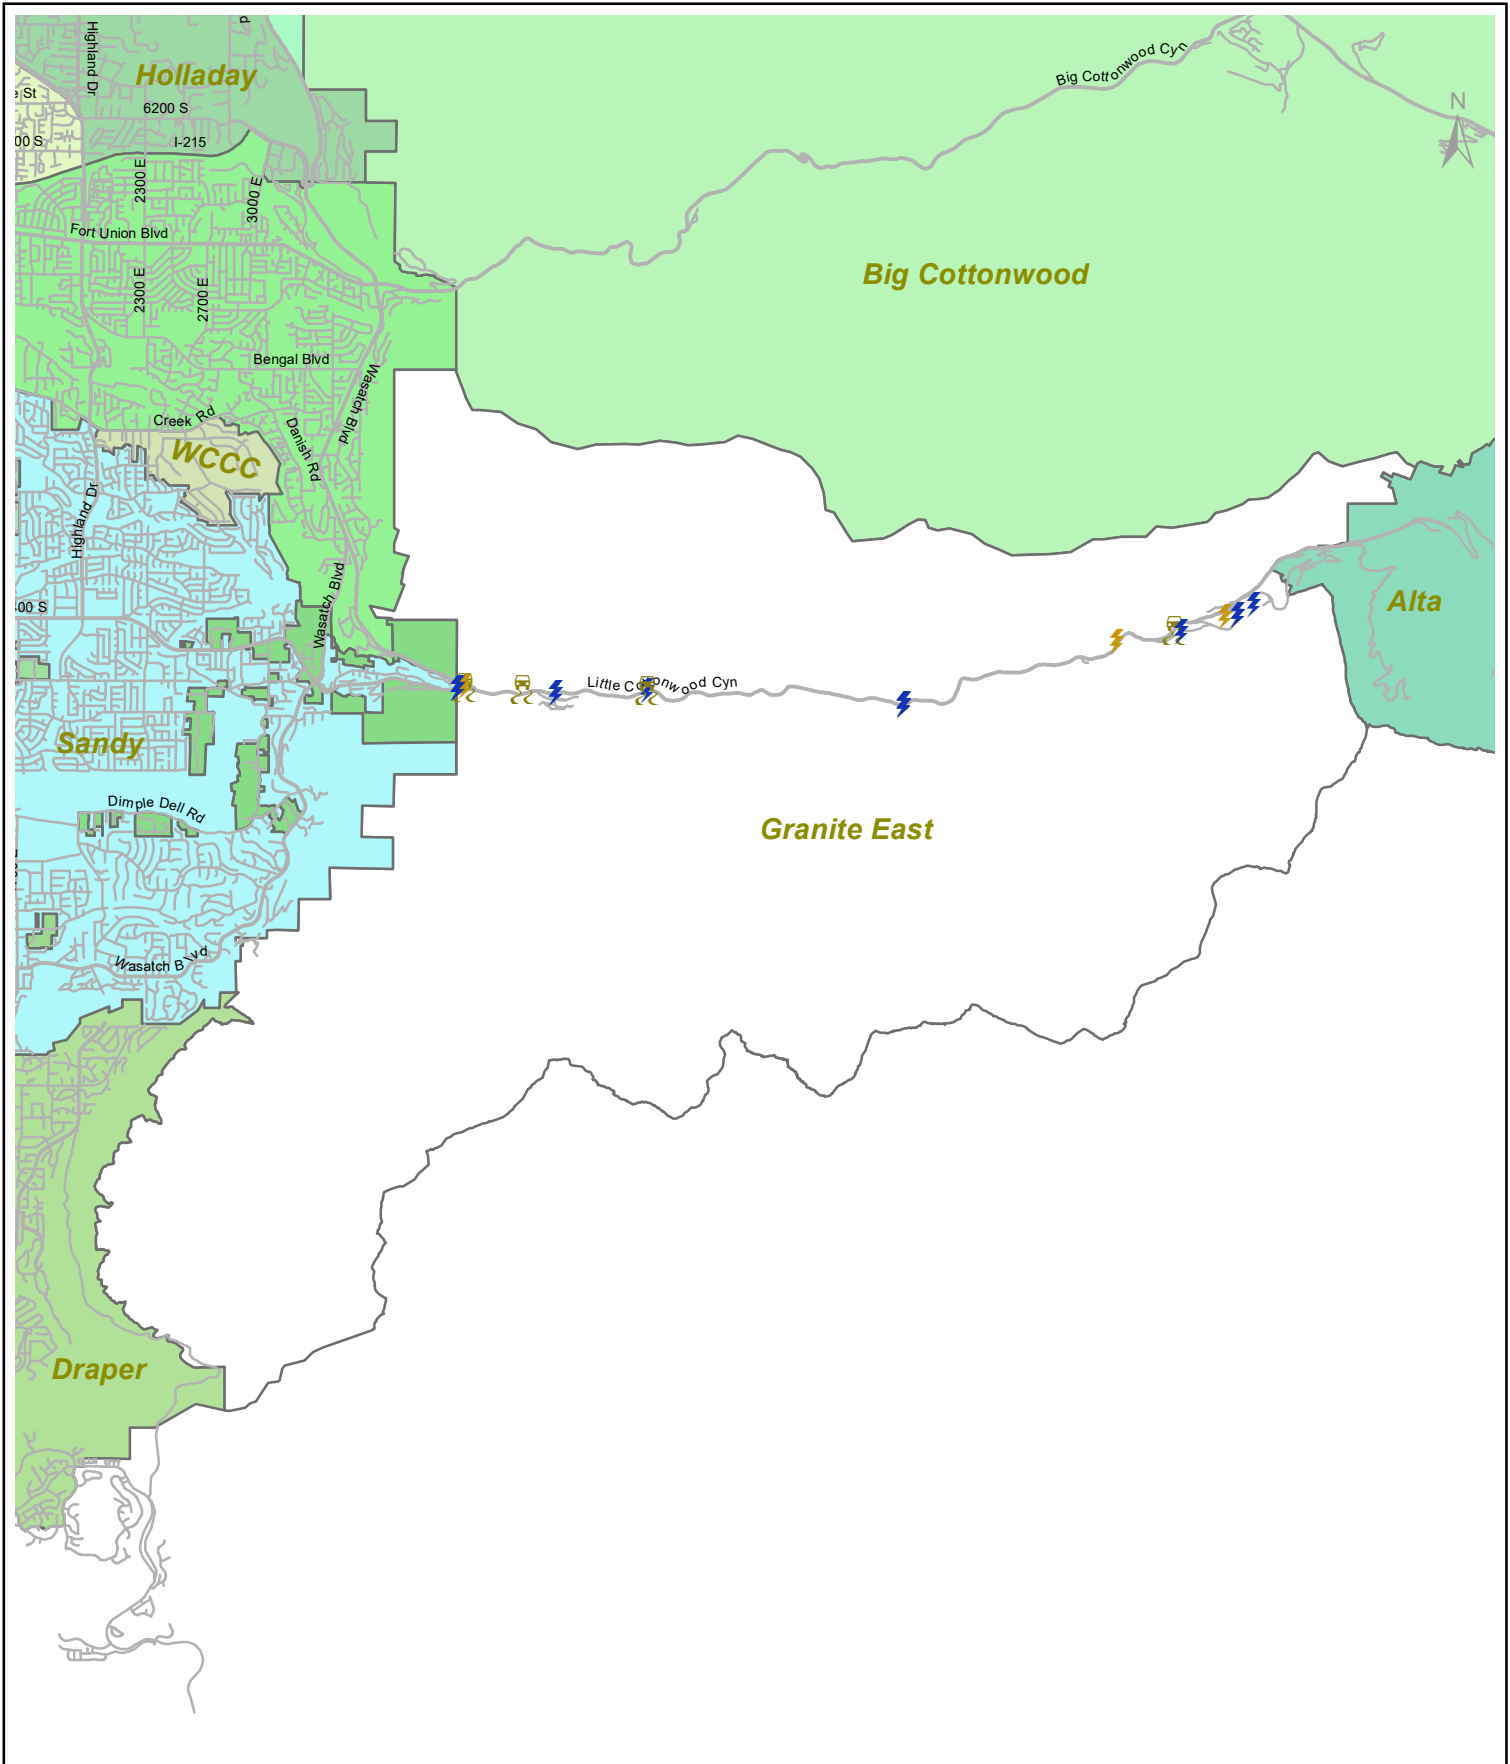 Highland Dr
Holladay
Big Cottonwood Cyn
6200 S
N
I-215
2300 E
3000 E
Fort Union Blvd
Big Cottonwood
2300 E
2700 E
Bengal Blvd
Wasatch Blvd
Creek Rd
Danish Rd
WCCC
Highland Dr
Wasatch Blvd
Alta
Little Cottonwood Cyn
Sandy
Dimple Dell Rd
Granite East
Wasatch Blvd
Draper